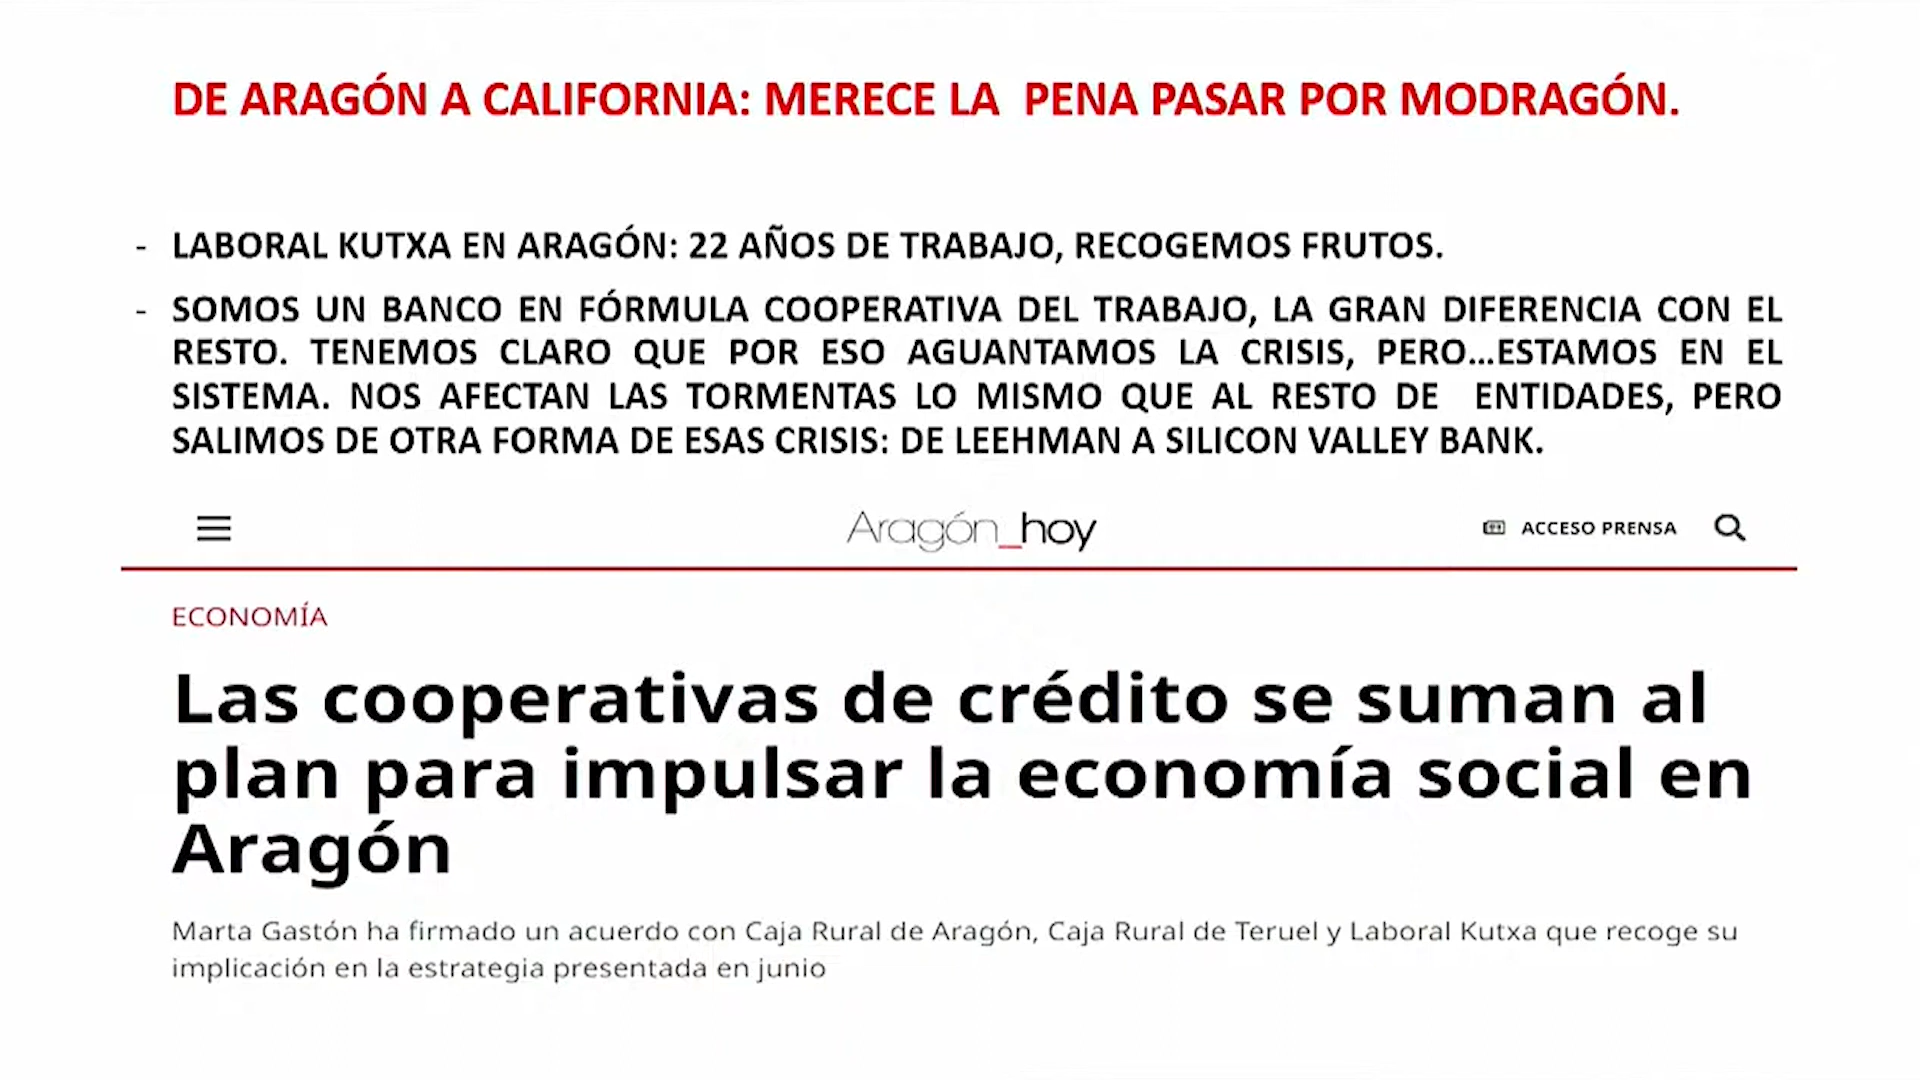 DE ARAGÓN A CALIFORNIA: MERECE LA PENA PASAR POR MODRAGÓN.
- LABORAL KUTXA EN ARAGÓN: 22 AÑOS DE TRABAJO, RECOGEMOS FRUTOS.
- SOMOS UN BANCO EN FÓRMULA COOPERATIVA DEL TRABAJO, LA GRAN DIFERENCIA CON EL
RESTO. TENEMOS CLARO QUE POR ESO AGUANTAMOS LA CRISIS, PERO...ESTAMOS EN EL
SISTEMA. NOS AFECTAN LAS TORMENTAS LO MISMO QUE AL RESTO DE ENTIDADES, PERO
SALIMOS DE OTRA FORMA DE ESAS CRISIS: DE LEEHMAN A SILICON VALLEY BANK.
Aragón_hoy
ACCESO PRENSA
ECONOMÍA
Las cooperativas de crédito se suman al
plan para impulsar la economía social en
Aragón
Marta Gastón ha firmado un acuerdo con Caja Rural de Aragón, Caja Rural de Teruel y Laboral Kutxa que recoge su
implicación en la estrategia presentada en junio